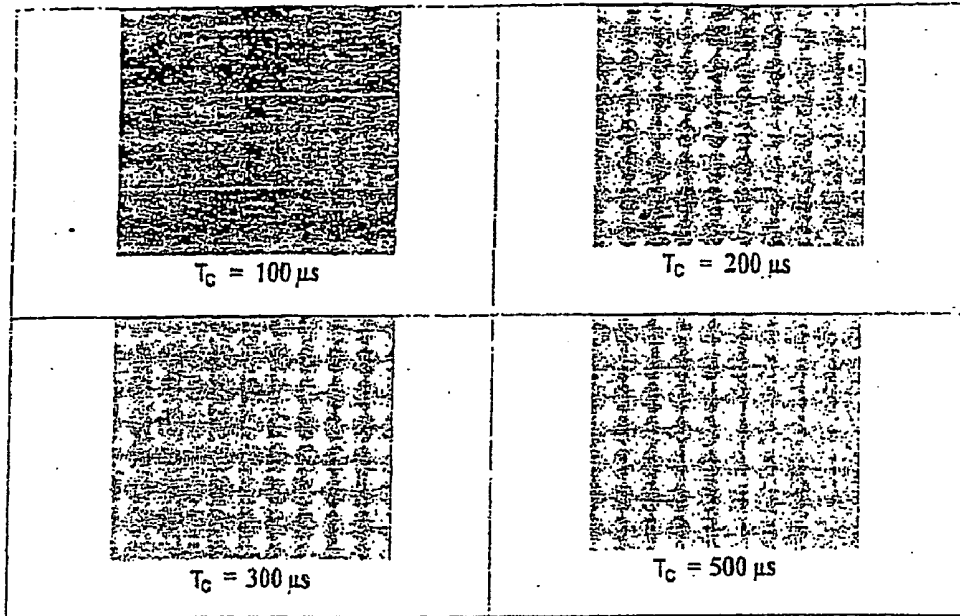 T_C = 100 μs
T_C = 200 μs
T_C = 300 μs
T_C = 500 μs